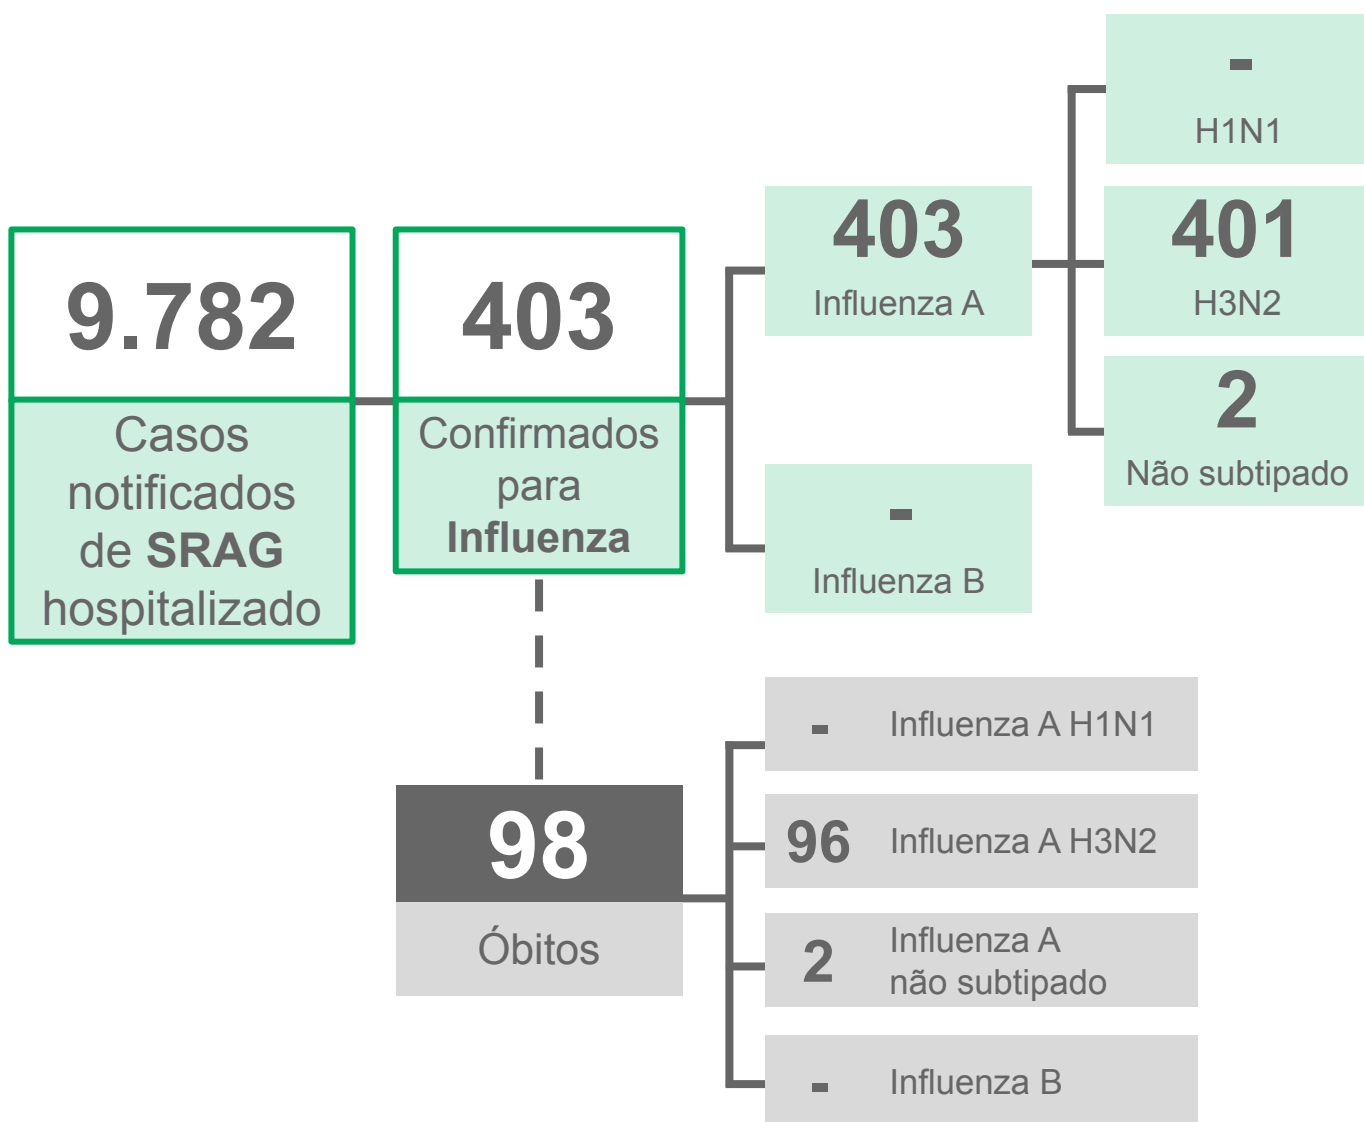 9.782
Casos
notificados
de SRAG
hospitalizado
403
Confirmados
para
Influenza
403
Influenza A
-
Influenza B
-
H1N1
401
H3N2
2
Não subtipado
98
Óbitos
- Influenza A H1N1
96 Influenza A H3N2
2 Influenza A
não subtipado
- Influenza B